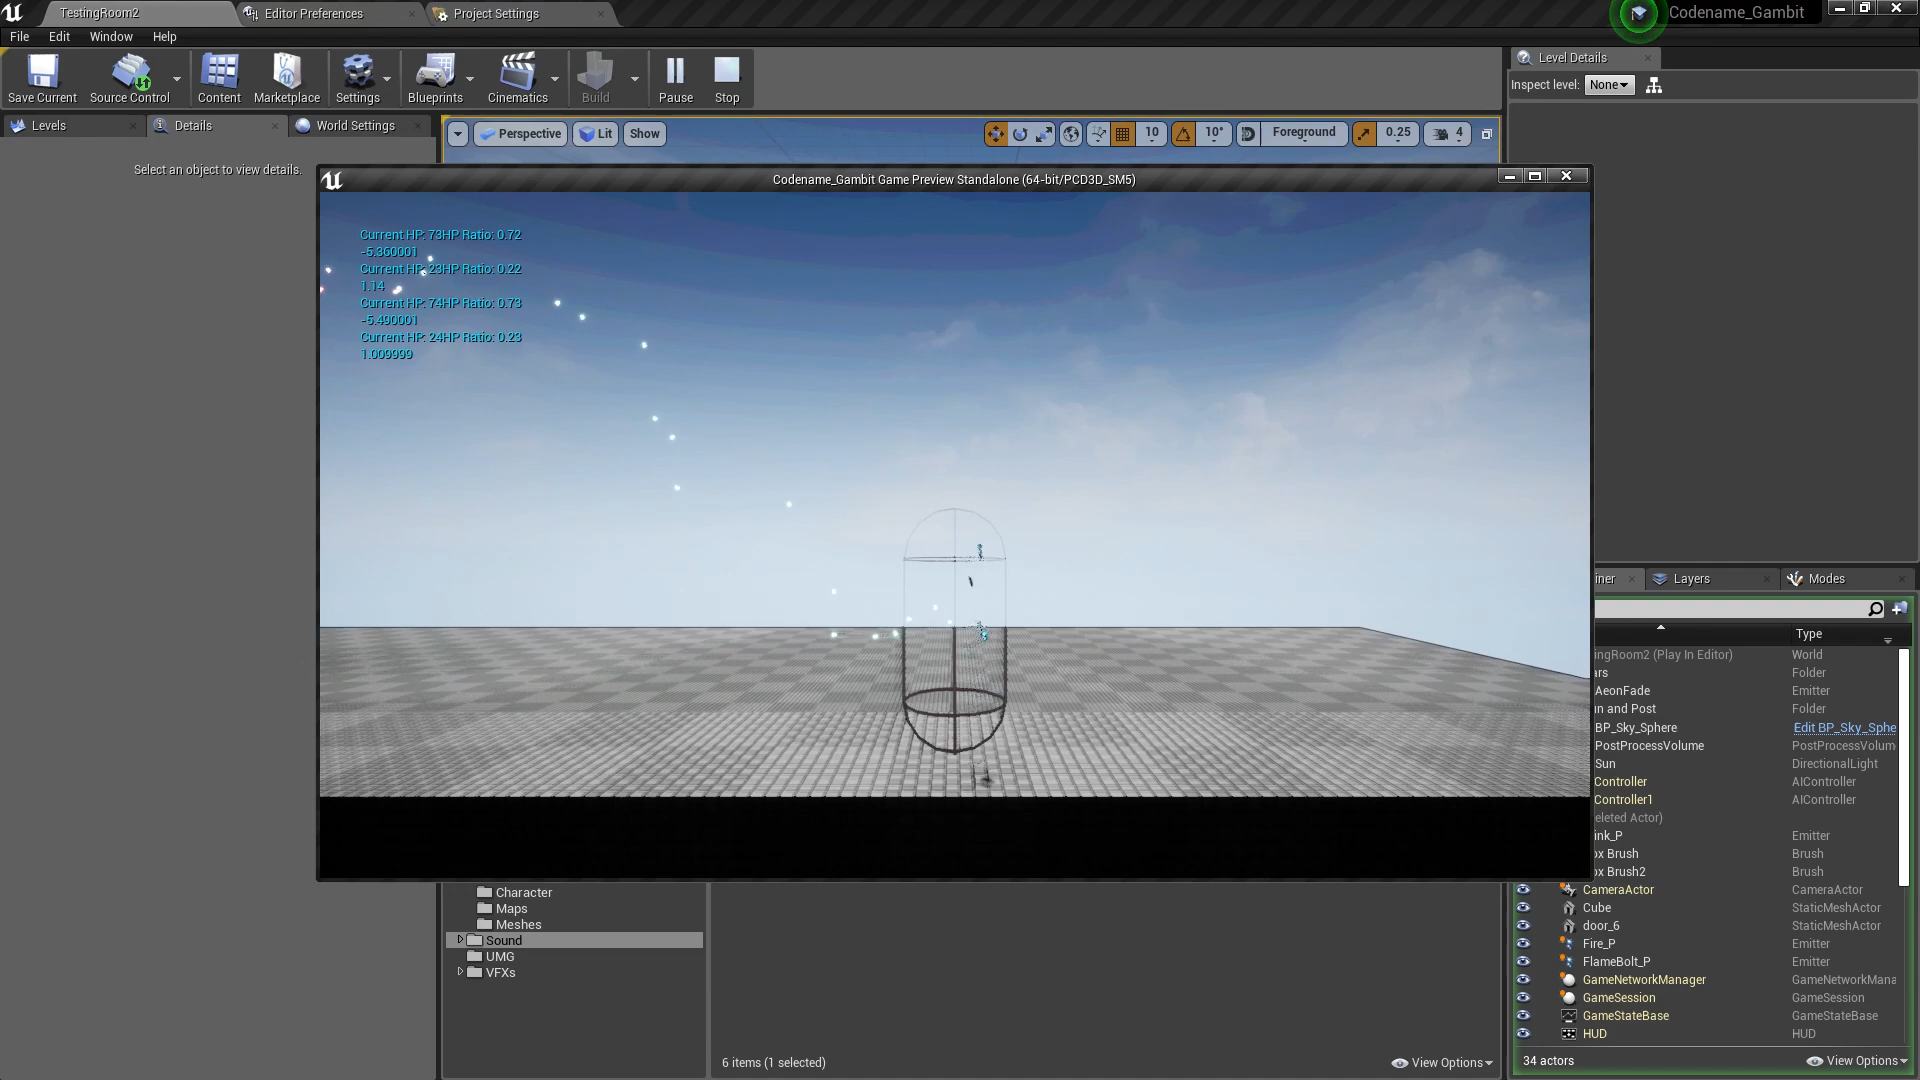 TestingRoom2
Editor Preferences
Project Settings
Codename_Gambit
File Edit Window Help
Save Current
Source Control
Content
Marketplace
Settings
Blueprints
Cinematics
Build
Pause
Stop
Level Details
Inspect level: None
Levels
Details
World Settings
Select an object to view details.
Perspective
Lit
Show
10
10°
Foreground
0.25
4
Codename_Gambit Game Preview Standalone (64-bit/PCD3D_SM5)
Current HP: 73HP Ratio: 0.72
-5.360001
Current HP: 23HP Ratio: 0.22
1.14
Current HP: 74HP Ratio: 0.73
-5.490001
Current HP: 24HP Ratio: 0.23
1.009999
iner
Layers
Modes
Type
ingRoom2 (Play In Editor) World
ars Folder
AeonFade Emitter
un and Post Folder
BP_Sky_Sphere Edit BP_Sky_Sphe
PostProcessVolume PostProcessVolum
Sun DirectionalLight
Controller AIController
Controller1 AIController
eleted Actor)
ink_P Emitter
ox Brush Brush
ox Brush2 Brush
CameraActor CameraActor
Cube StaticMeshActor
door_6 StaticMeshActor
Fire_P Emitter
FlameBolt_P Emitter
GameNetworkManager GameNetworkMana
GameSession GameSession
GameStateBase GameStateBase
HUD HUD
34 actors
View Options
Character
Maps
Meshes
Sound
UMG
VFXs
6 items (1 selected)
View Options